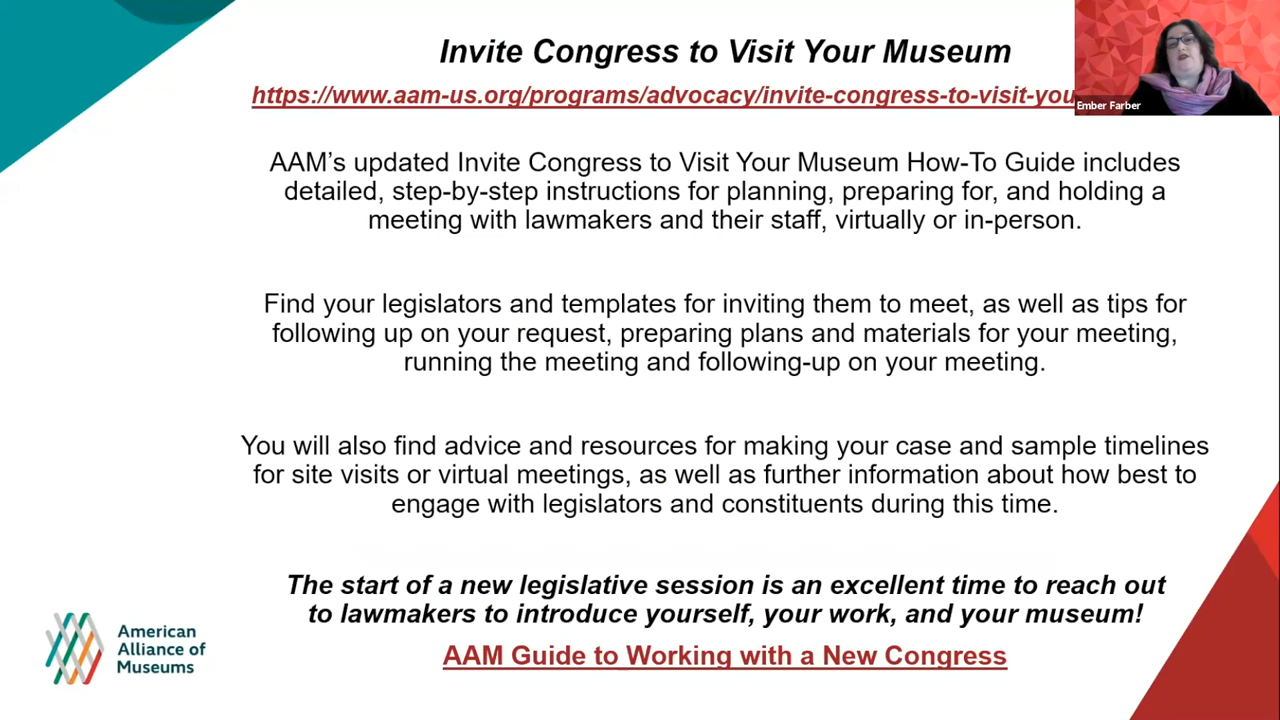 Invite Congress to Visit Your Museum
https://www.aam-us.org/programs/advocacy/invite-congress-to-visit-you
Ember Farber
AAM’s updated Invite Congress to Visit Your Museum How-To Guide includes
detailed, step-by-step instructions for planning, preparing for, and holding a
meeting with lawmakers and their staff, virtually or in-person.
Find your legislators and templates for inviting them to meet, as well as tips for
following up on your request, preparing plans and materials for your meeting,
running the meeting and following-up on your meeting.
You will also find advice and resources for making your case and sample timelines
for site visits or virtual meetings, as well as further information about how best to
engage with legislators and constituents during this time.
The start of a new legislative session is an excellent time to reach out
to lawmakers to introduce yourself, your work, and your museum!
AAM Guide to Working with a New Congress
American
Alliance of
Museums